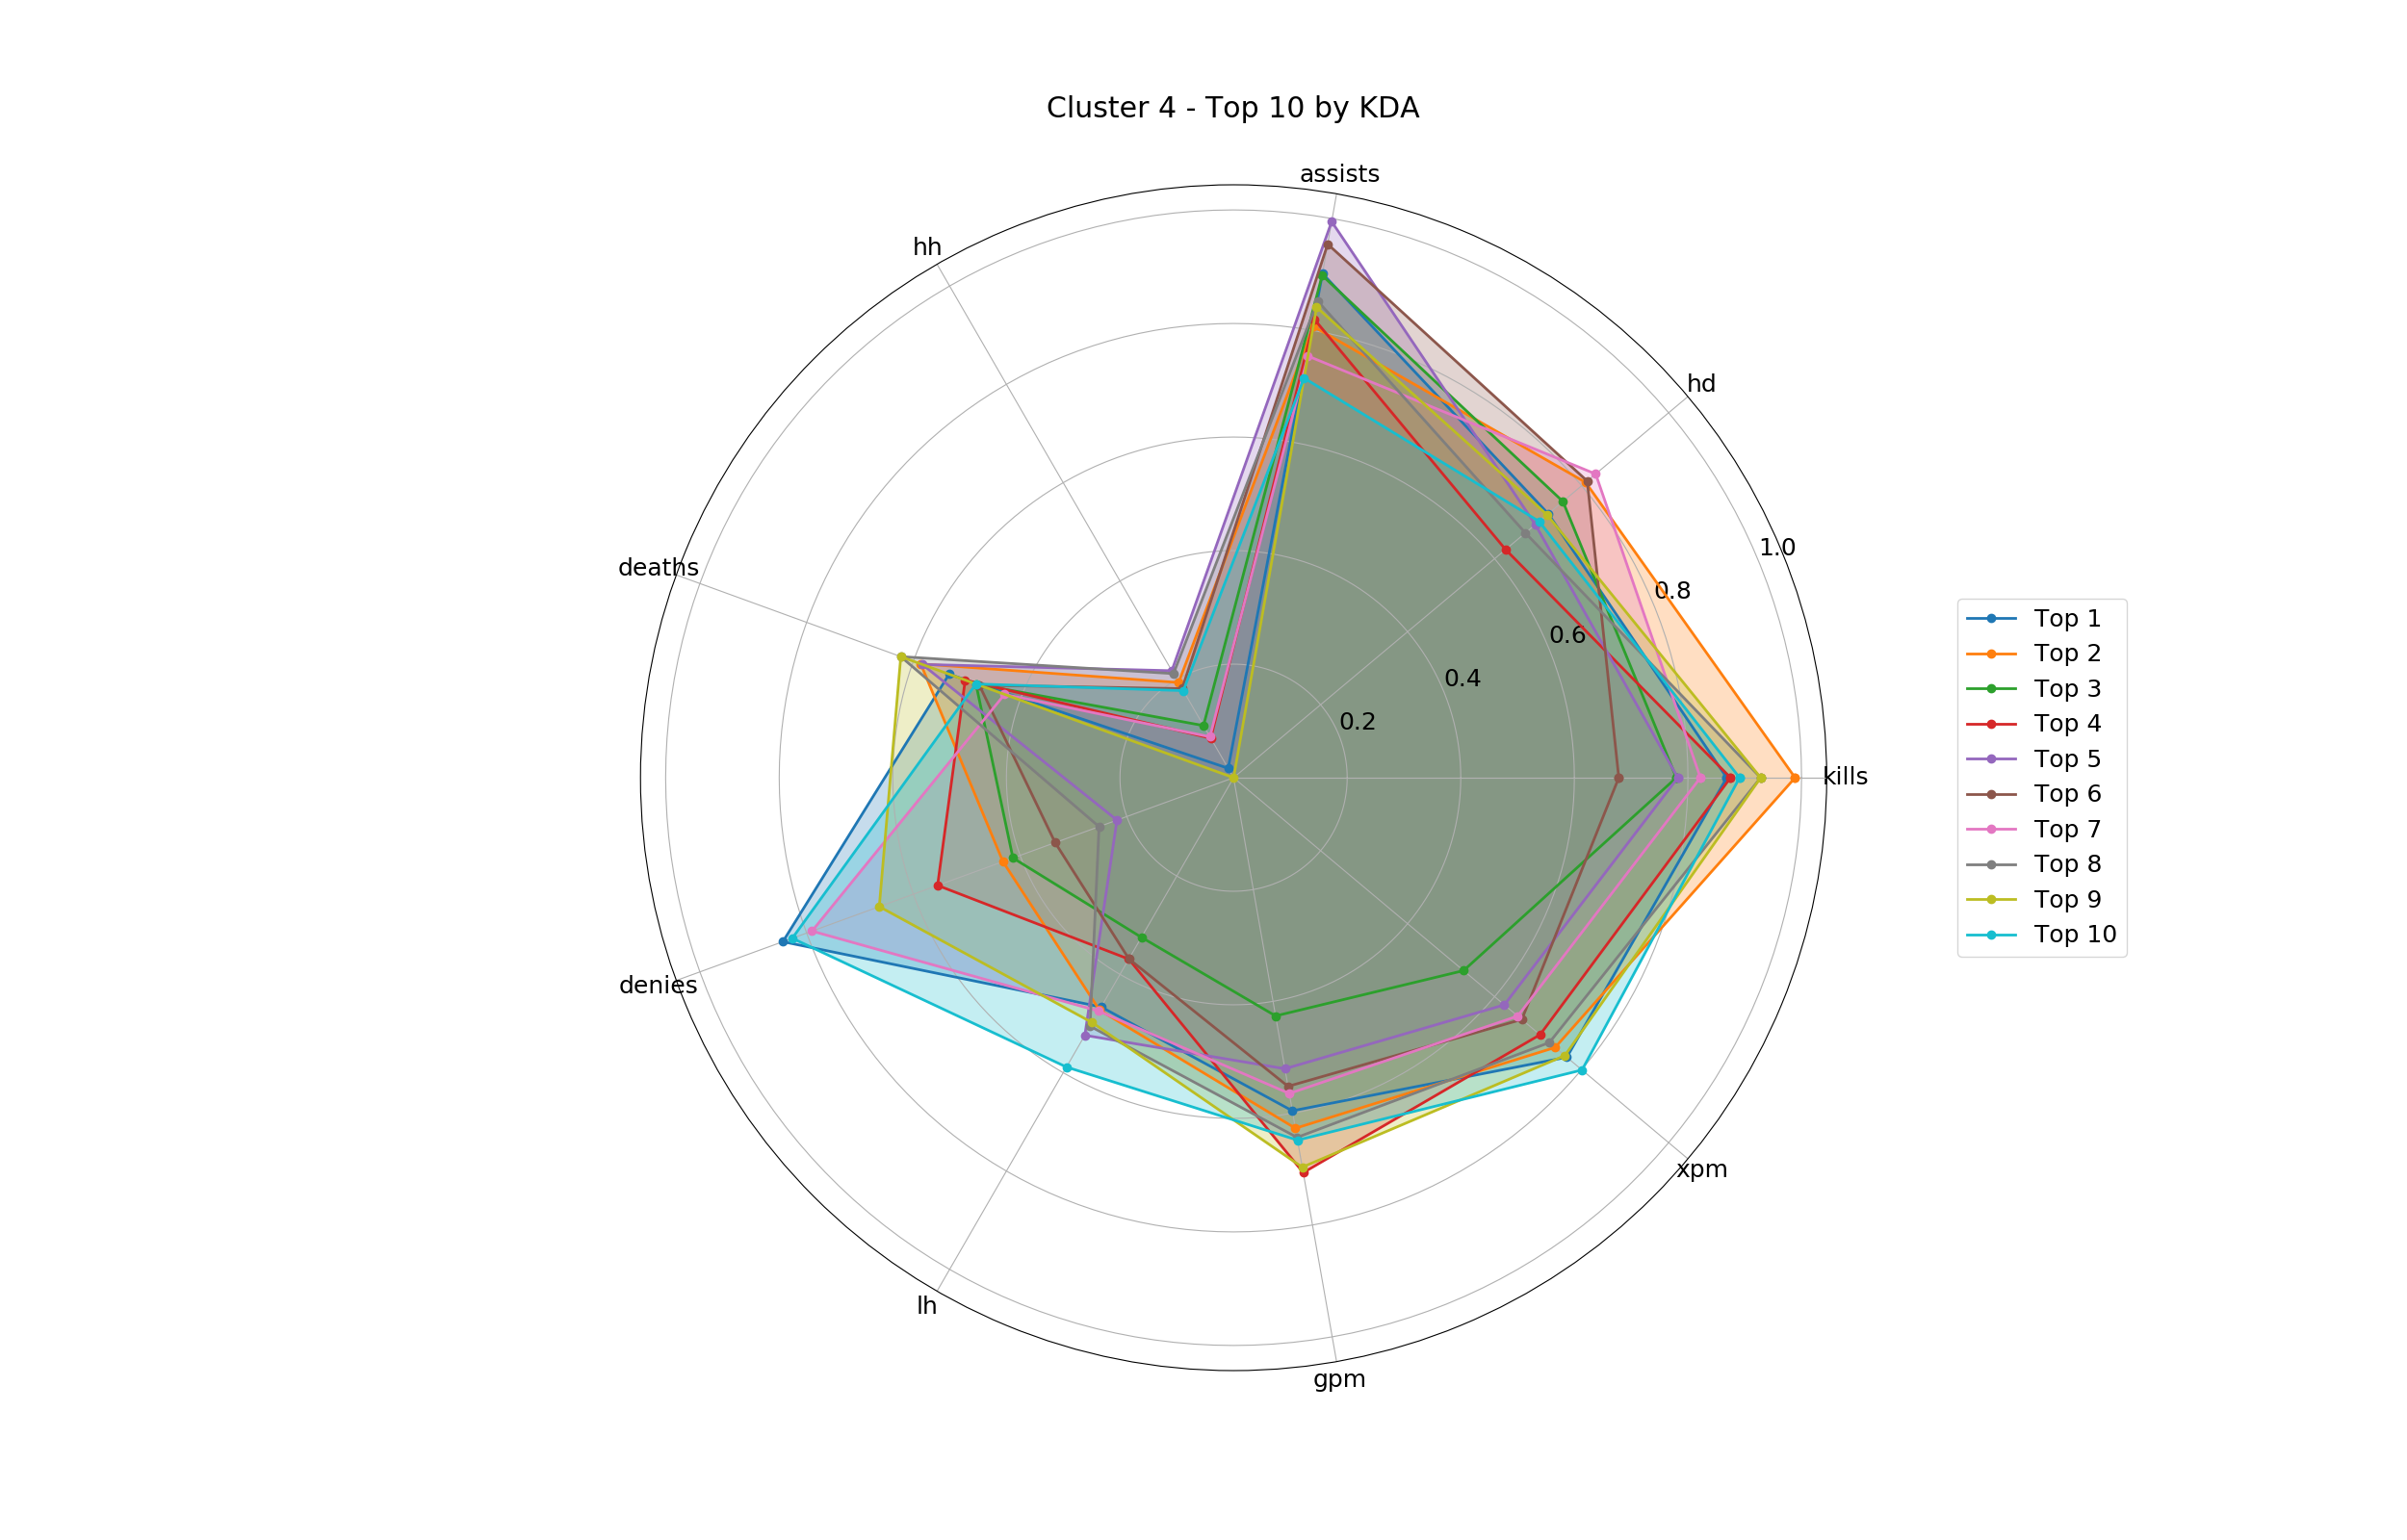 Cluster 4 - Top 10 by KDA
assists
hh
hd
deaths
1.0
0.8
0.6
0.4
0.2
kills
denies
xpm
lh
gpm
Top 1
Top 2
Top 3
Top 4
Top 5
Top 6
Top 7
Top 8
Top 9
Top 10